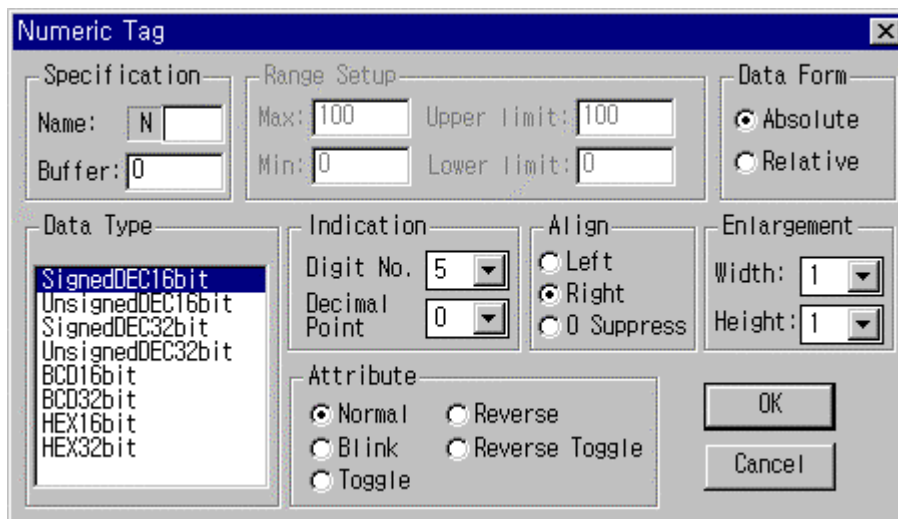 Numeric Tag
Specification
Name: N
Buffer: 0
Range Setup
Max: 100 Upper limit: 100
Min: 0 Lower limit: 0
Data Form
Absolute
Relative
Data Type
SignedDEC16bit
UnsignedDEC16bit
SignedDEC32bit
UnsignedDEC32bit
BCD16bit
BCD32bit
HEX16bit
HEX32bit
Indication
Digit No. 5
Decimal
Point 0
Align
Left
Right
0 Suppress
Enlargement
Width: 1
Height: 1
Attribute
Normal Reverse
Blink Reverse Toggle
Toggle
OK
Cancel